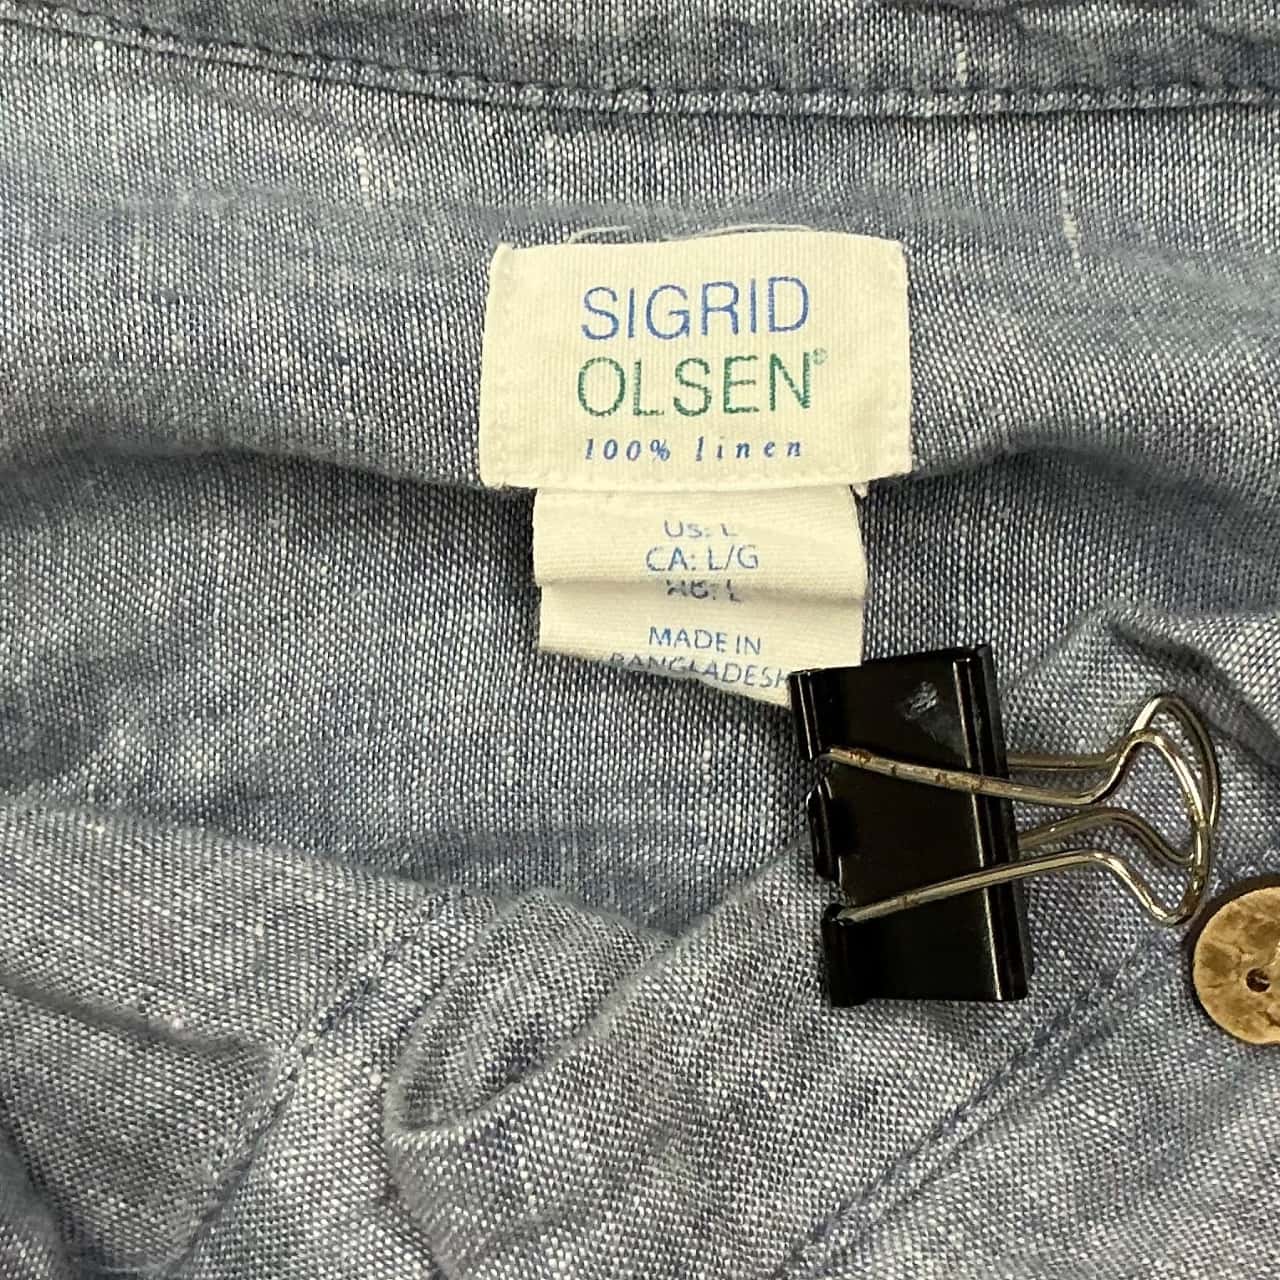 SIGRID
OLSEN®
100% linen
US: L
CA: L/G
MADE IN
BANGLADESH